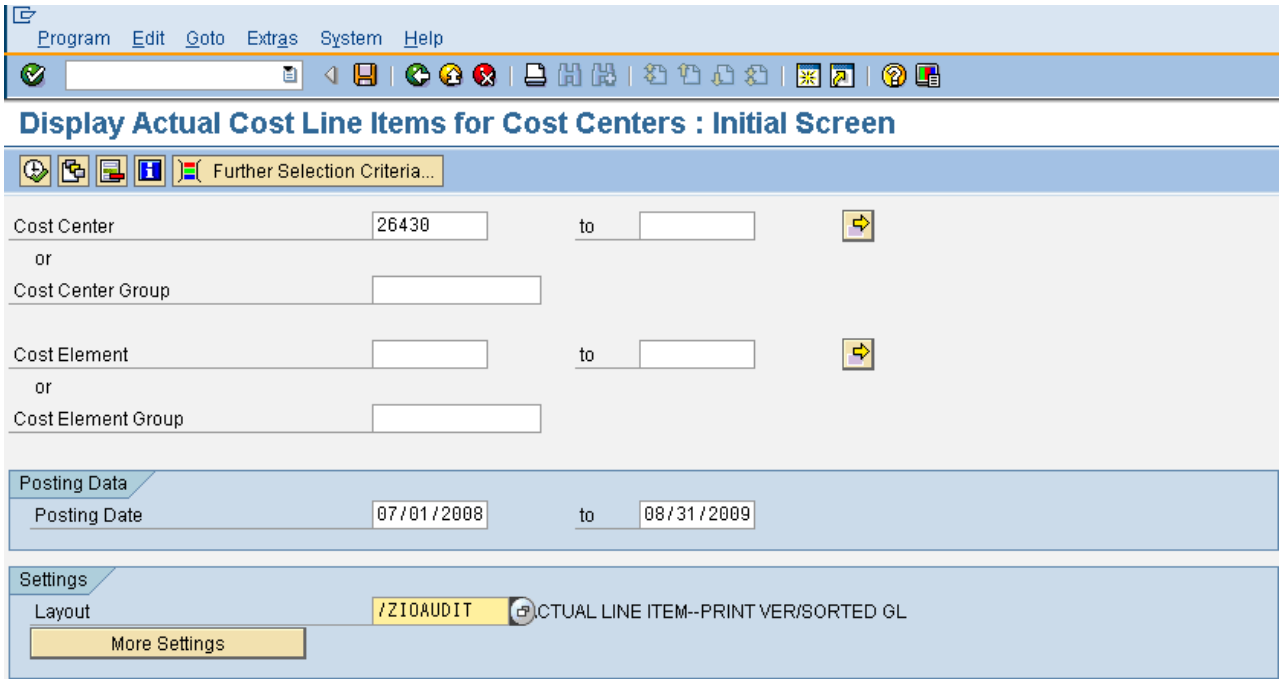 Program Edit Goto Extras System Help
Display Actual Cost Line Items for Cost Centers : Initial Screen
Further Selection Criteria...
Cost Center 26430 to
or
Cost Center Group
Cost Element to
or
Cost Element Group
Posting Data
Posting Date 07/01/2008 to 08/31/2009
Settings
Layout /ZIOAUDIT CTUAL LINE ITEM--PRINT VER/SORTED GL
More Settings